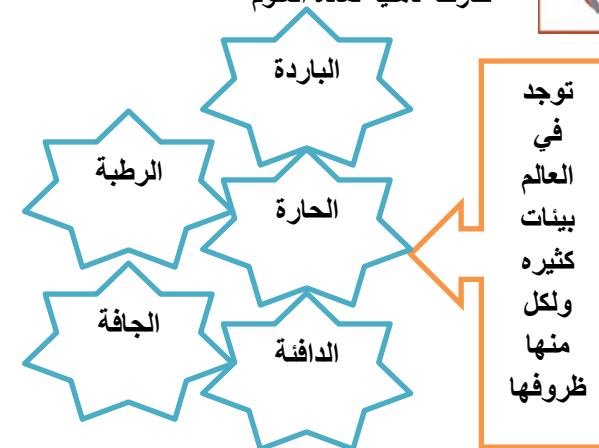 توجد
في
العالم
بيئات
كثيره
ولكل
منها
ظروفها
الباردة
الحارة
الرطبة
الدافئة
الجافة